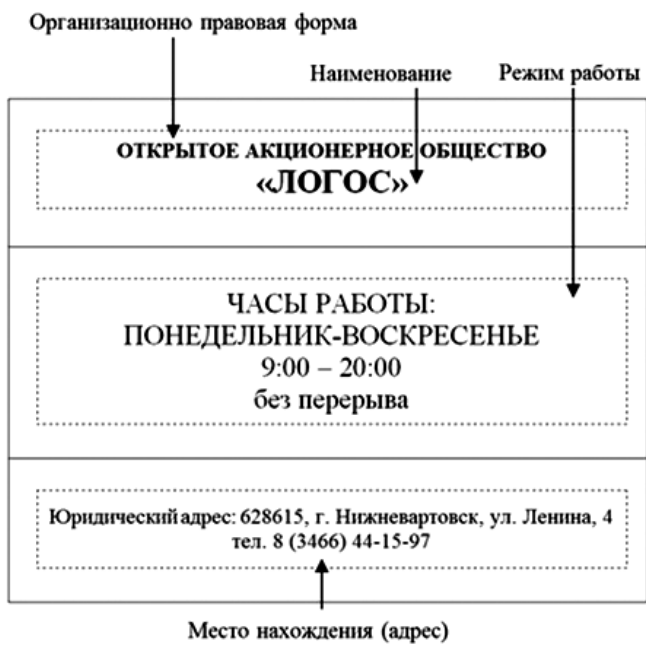 Организационно правовая форма
Наименование
Режим работы
ОТКРЫТОЕ АКЦИОНЕРНОЕ ОБЩЕСТВО
«ЛОГОС»
ЧАСЫ РАБОТЫ:
ПОНЕДЕЛЬНИК-ВОСКРЕСЕНЬЕ
9:00 – 20:00
без перерыва
Юридический адрес: 628615, г. Нижневартовск, ул. Ленина, 4
тел. 8 (3466) 44-15-97
Место нахождения (адрес)